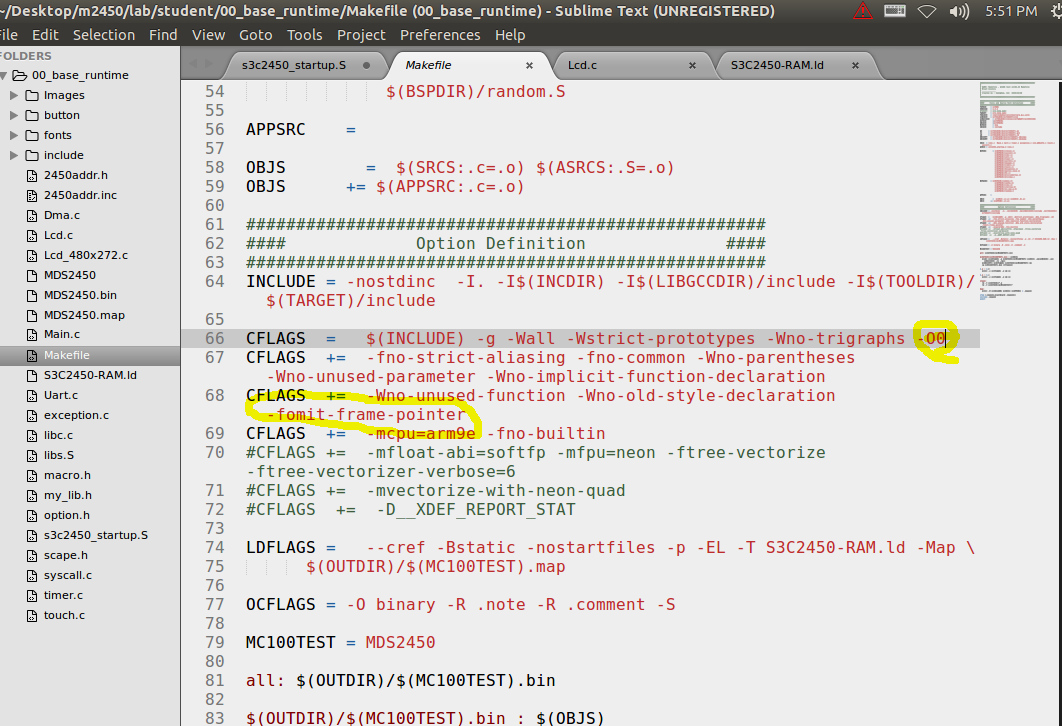 ~/Desktop/m2450/lab/student/00_base_runtime/Makefile (00_base_runtime) - Sublime Text (UNREGISTERED)
5:51 PM
File Edit Selection Find View Goto Tools Project Preferences Help
FOLDERS
00_base_runtime
Images
button
fonts
include
2450addr.h
2450addr.inc
Dma.c
Lcd.c
Lcd_480x272.c
MDS2450
MDS2450.bin
MDS2450.map
Main.c
Makefile
S3C2450-RAM.ld
Uart.c
exception.c
libc.c
libs.S
macro.h
my_lib.h
option.h
s3c2450_startup.S
scape.h
syscall.c
timer.c
touch.c
s3c2450_startup.S
Makefile
Lcd.c
S3C2450-RAM.ld
54 $(BSPDIR)/random.S
55
56 APPSRC =
57
58 OBJS = $(SRCS:.c=.o) $(ASRCS:.S=.o)
59 OBJS += $(APPSRC:.c=.o)
60
61 ####################################################
62 #### Option Definition ####
63 ####################################################
64 INCLUDE = -nostdinc -I. -I$(INCDIR) -I$(LIBGCCDIR)/include -I$(TOOLDIR)/
$(TARGET)/include
65
66 CFLAGS = $(INCLUDE) -g -Wall -Wstrict-prototypes -Wno-trigraphs -O0
67 CFLAGS += -fno-strict-aliasing -fno-common -Wno-parentheses
-Wno-unused-parameter -Wno-implicit-function-declaration
68 CFLAGS += -Wno-unused-function -Wno-old-style-declaration
-fomit-frame-pointer
69 CFLAGS += -mcpu=arm9e -fno-builtin
70 #CFLAGS += -mfloat-abi=softfp -mfpu=neon -ftree-vectorize
-ftree-vectorizer-verbose=6
71 #CFLAGS += -mvectorize-with-neon-quad
72 #CFLAGS += -D__XDEF_REPORT_STAT
73
74 LDFLAGS = --cref -Bstatic -nostartfiles -p -EL -T S3C2450-RAM.ld -Map \
75 $(OUTDIR)/$(MC100TEST).map
76
77 OCFLAGS = -O binary -R .note -R .comment -S
78
79 MC100TEST = MDS2450
80
81 all: $(OUTDIR)/$(MC100TEST).bin
82
83 $(OUTDIR)/$(MC100TEST).bin : $(OBJS)